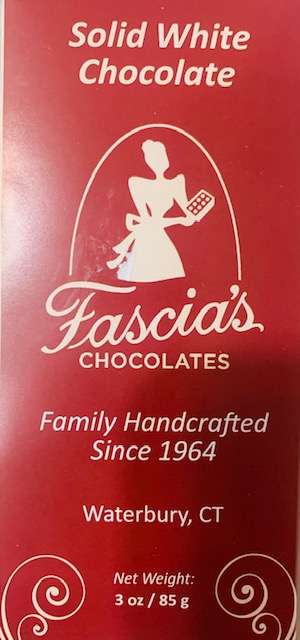 Solid White
Chocolate
Fascia's
CHOCOLATES
Family Handcrafted
Since 1964
Waterbury, CT
Net Weight:
3 oz / 85 g